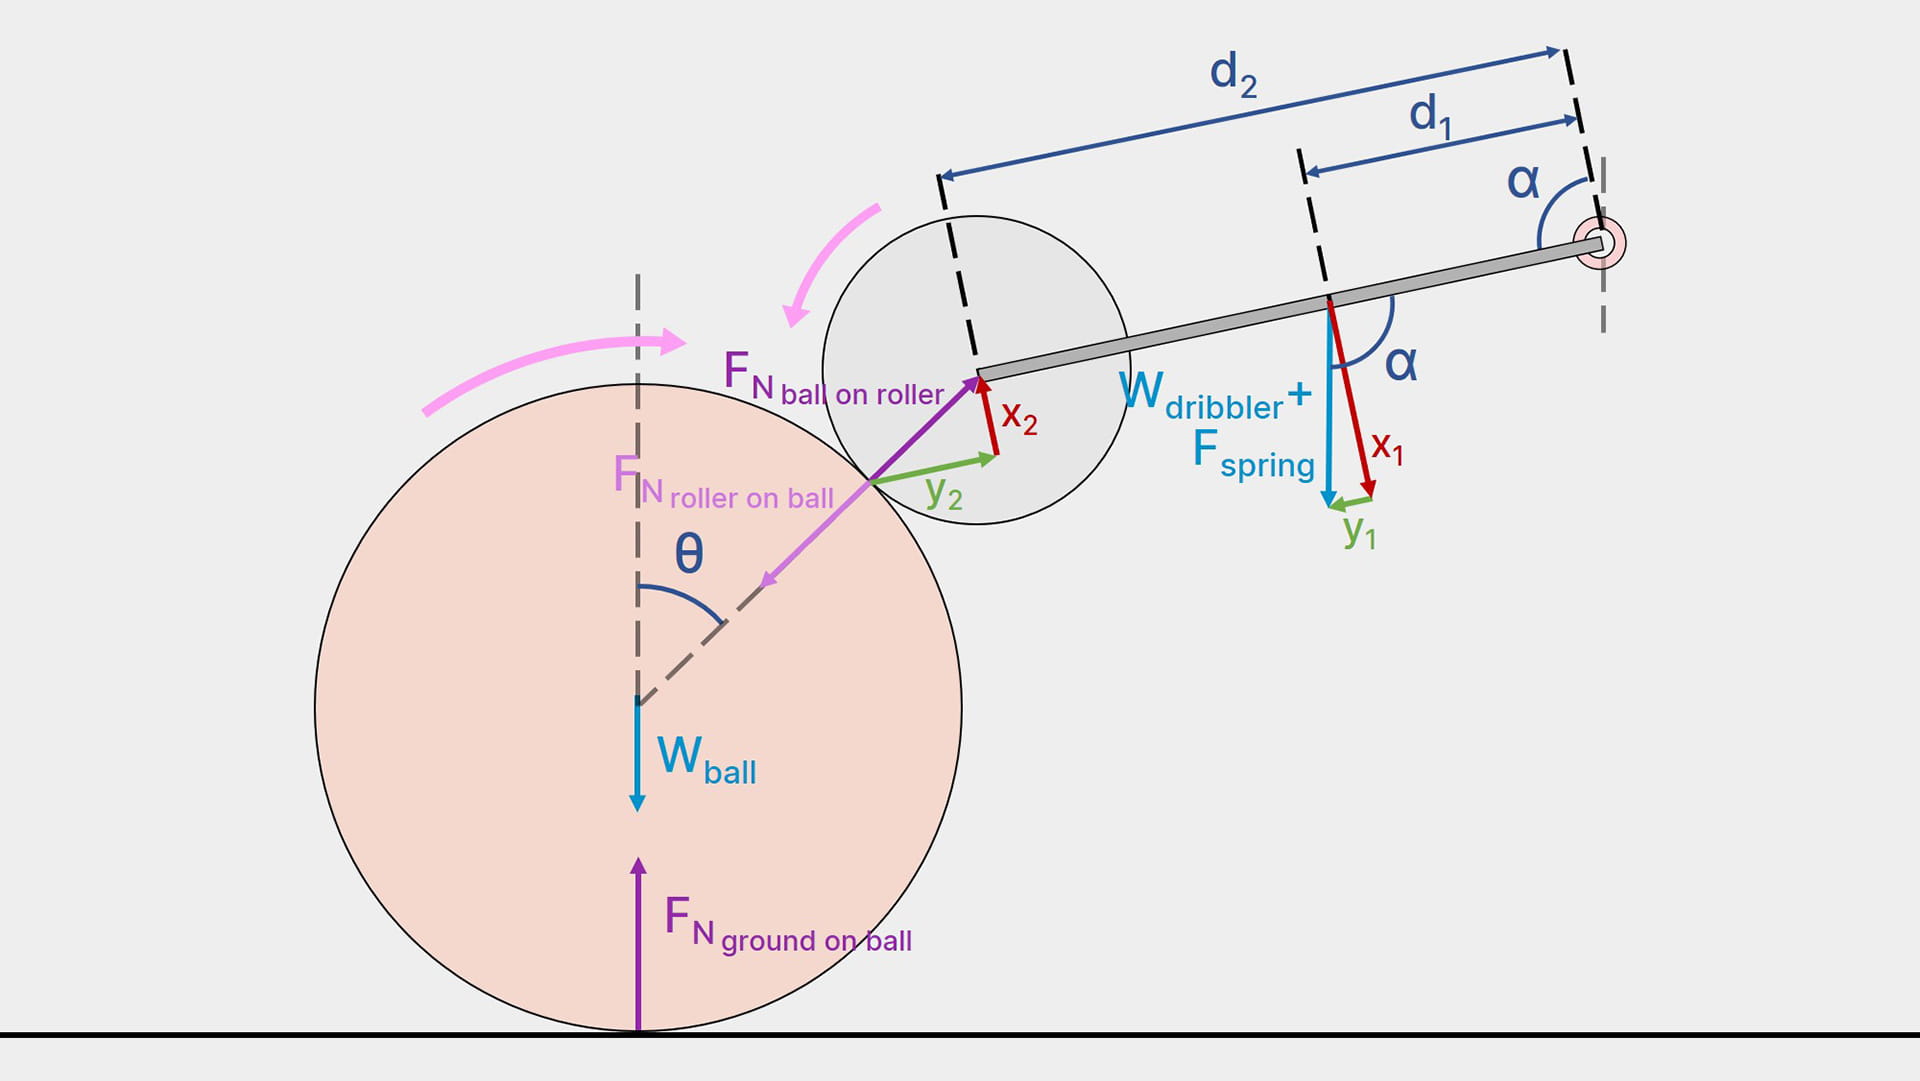 d2
d1
α
FN ball on roller
x2
Wdribbler+
Fspring
α
x1
FN roller on ball
y2
y1
θ
Wball
FN ground on ball